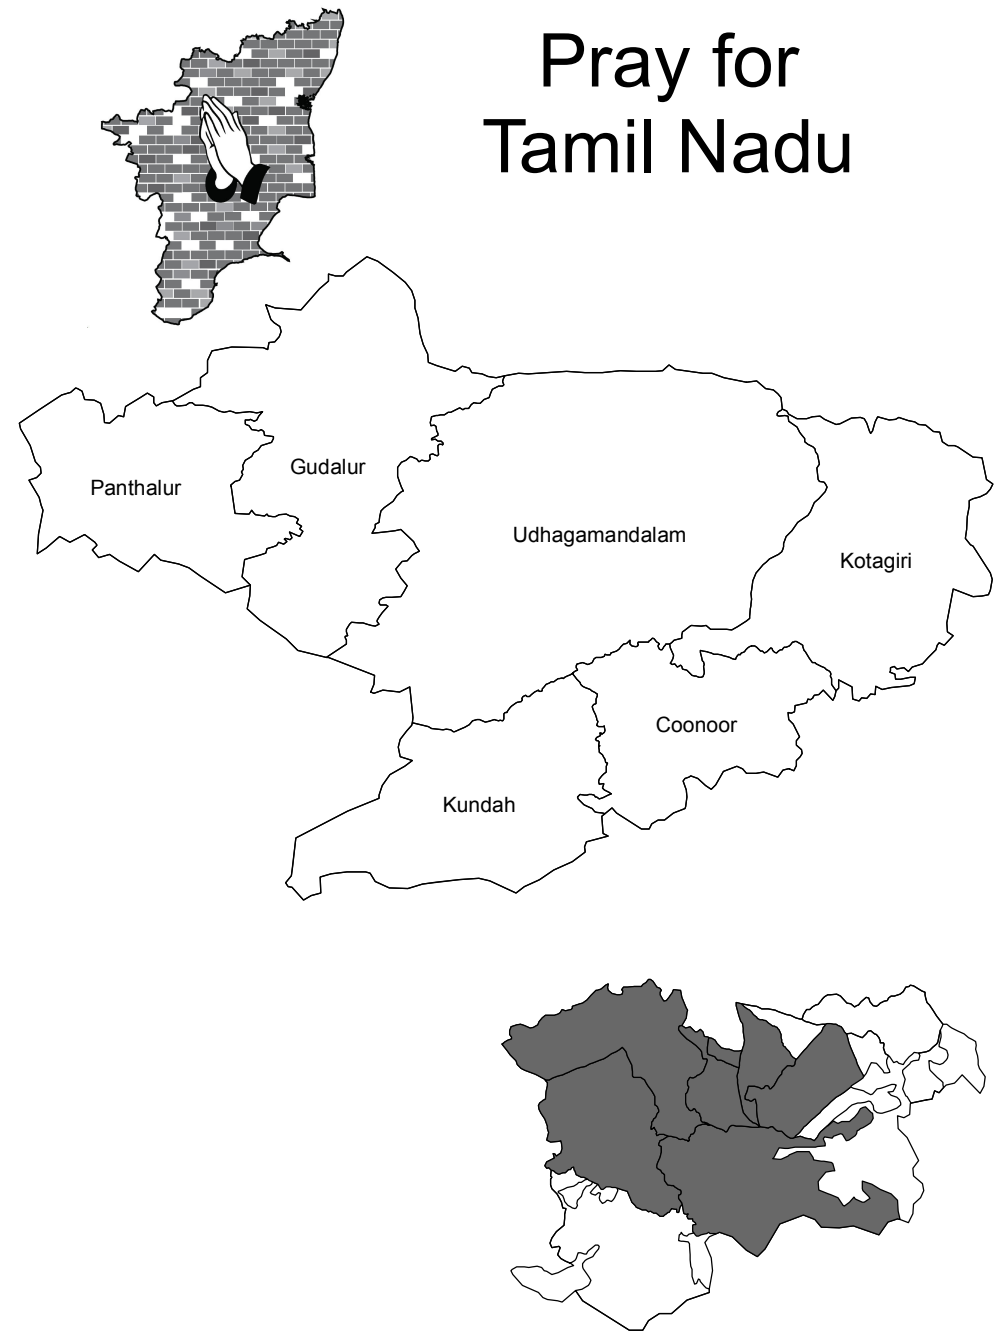 Pray for
Tamil Nadu
Gudalur
Panthalur
Udhagamandalam
Kotagiri
Coonoor
Kundah